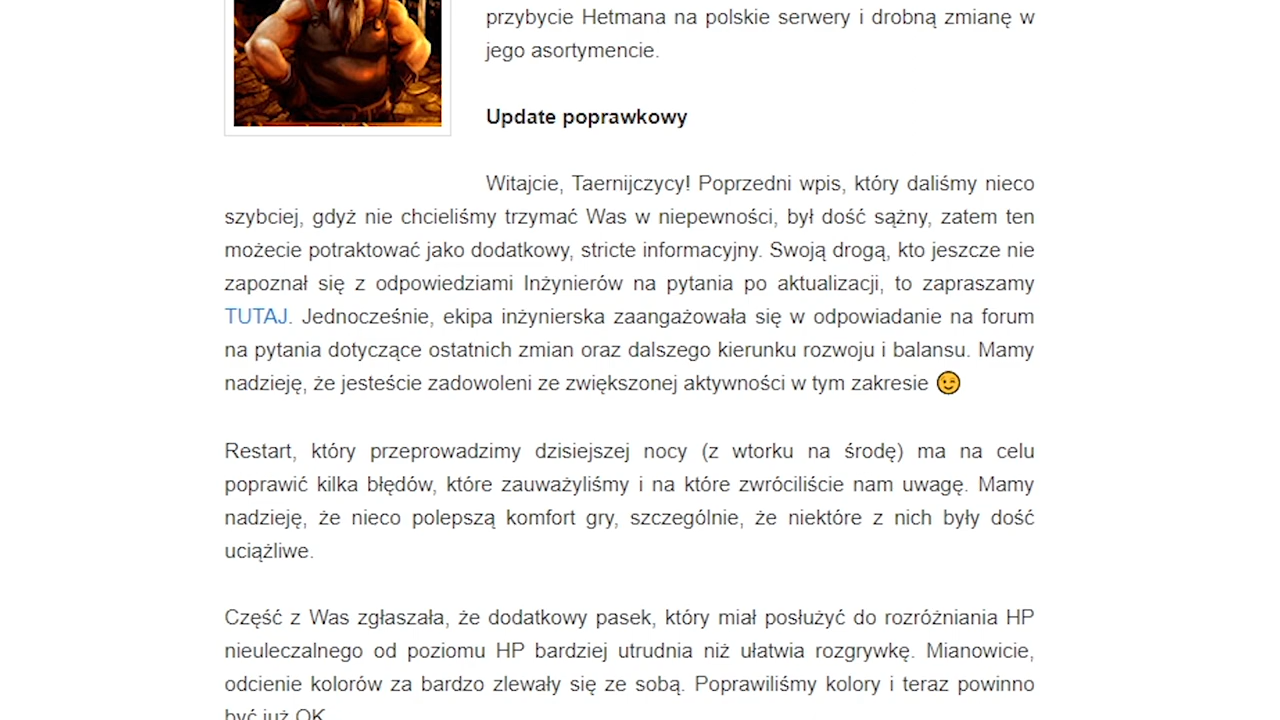 przybycie Hetmana na polskie serwery i drobną zmianę w
jego asortymencie.
Update poprawkowy
Witajcie, Taernijczycy! Poprzedni wpis, który daliśmy nieco
szybciej, gdyż nie chcieliśmy trzymać Was w niepewności, był dość sążny, zatem ten
możecie potraktować jako dodatkowy, stricte informacyjny. Swoją drogą, kto jeszcze nie
zapoznał się z odpowiedziami Inżynierów na pytania po aktualizacji, to zapraszamy
TUTAJ. Jednocześnie, ekipa inżynierska zaangażowała się w odpowiadanie na forum
na pytania dotyczące ostatnich zmian oraz dalszego kierunku rozwoju i balansu. Mamy
nadzieję, że jesteście zadowoleni ze zwiększonej aktywności w tym zakresie 😉
Restart, który przeprowadzimy dzisiejszej nocy (z wtorku na środę) ma na celu
poprawić kilka błędów, które zauważyliśmy i na które zwróciliście nam uwagę. Mamy
nadzieję, że nieco polepszą komfort gry, szczególnie, że niektóre z nich były dość
uciążliwe.
Część z Was zgłaszała, że dodatkowy pasek, który miał posłużyć do rozróżniania HP
nieuleczalnego od poziomu HP bardziej utrudnia niż ułatwia rozgrywkę. Mianowicie,
odcienie kolorów za bardzo zlewały się ze sobą. Poprawiliśmy kolory i teraz powinno
być już OK